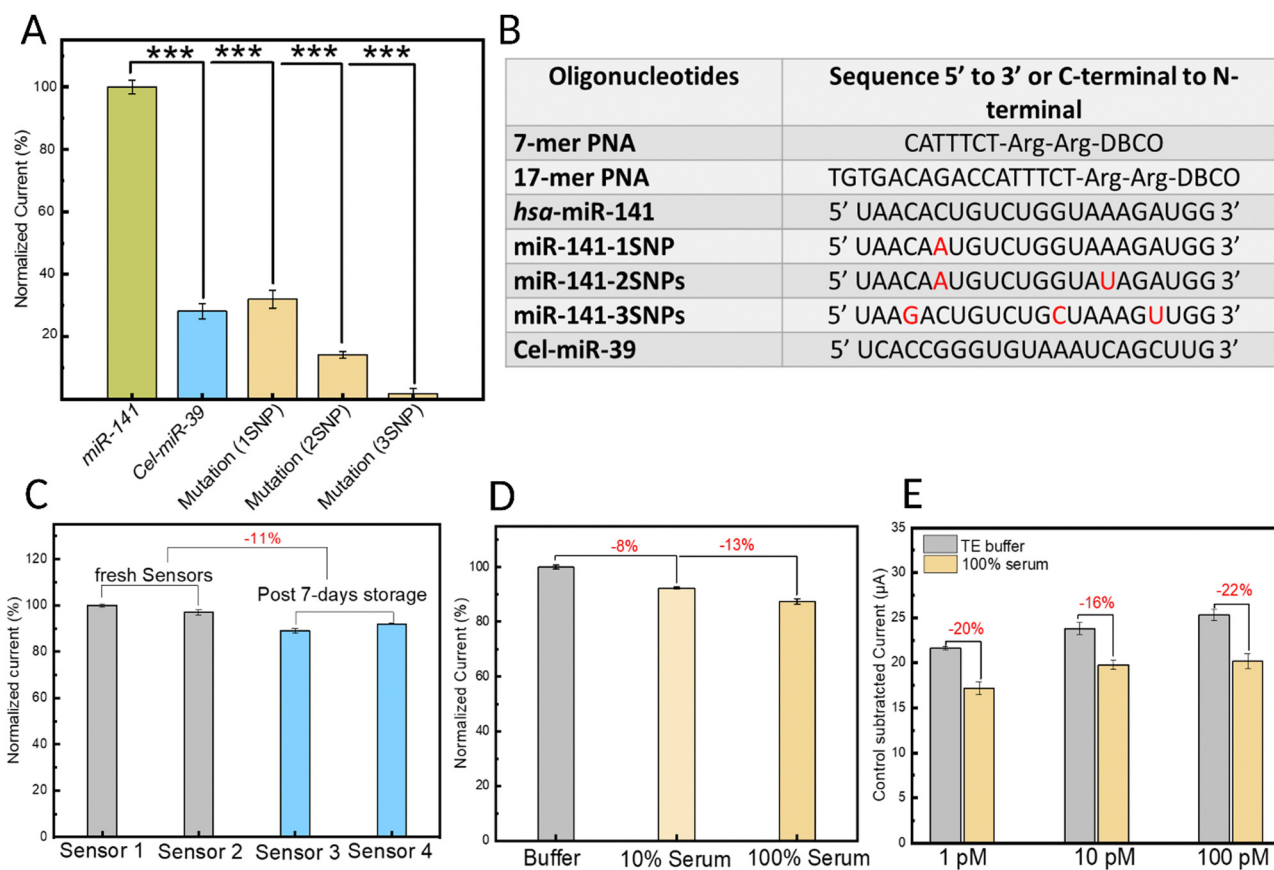 A
*** *** *** ***
Normalized Current (%)
100
80
60
40
20
miR-141
Cel-miR-39
Mutation (1SNP)
Mutation (2SNP)
Mutation (3SNP)
B
Oligonucleotides
Sequence 5’ to 3’ or C-terminal to N-
terminal
7-mer PNA
CATTTCT-Arg-Arg-DBCO
17-mer PNA
TGTGACAGACCATTTCT-Arg-Arg-DBCO
hsa-miR-141
5’ UAACACUGUCUGGUAAAGAUGG 3’
miR-141-1SNP
5’ UAACAAUGUCUGGUAAAGAUGG 3’
miR-141-2SNPs
5’ UAACAAUGUCUGGUAUAGAUGG 3’
miR-141-3SNPs
5’ UAAGACUGUCUGCUAAAGUUGG 3’
Cel-miR-39
5’ UCACCGGGUGUAAAUCAGCUUG 3’
C
Normalized current (%)
120
100
80
60
40
20
0
-11%
fresh Sensors
Post 7-days storage
Sensor 1
Sensor 2
Sensor 3
Sensor 4
D
Normalized Current (%)
100
80
60
40
20
0
-8%
-13%
Buffer
10% Serum
100% Serum
E
Control subtratcted Current (µA)
35
30
25
20
15
10
5
0
TE buffer
100% serum
-20%
-16%
-22%
1 pM
10 pM
100 pM